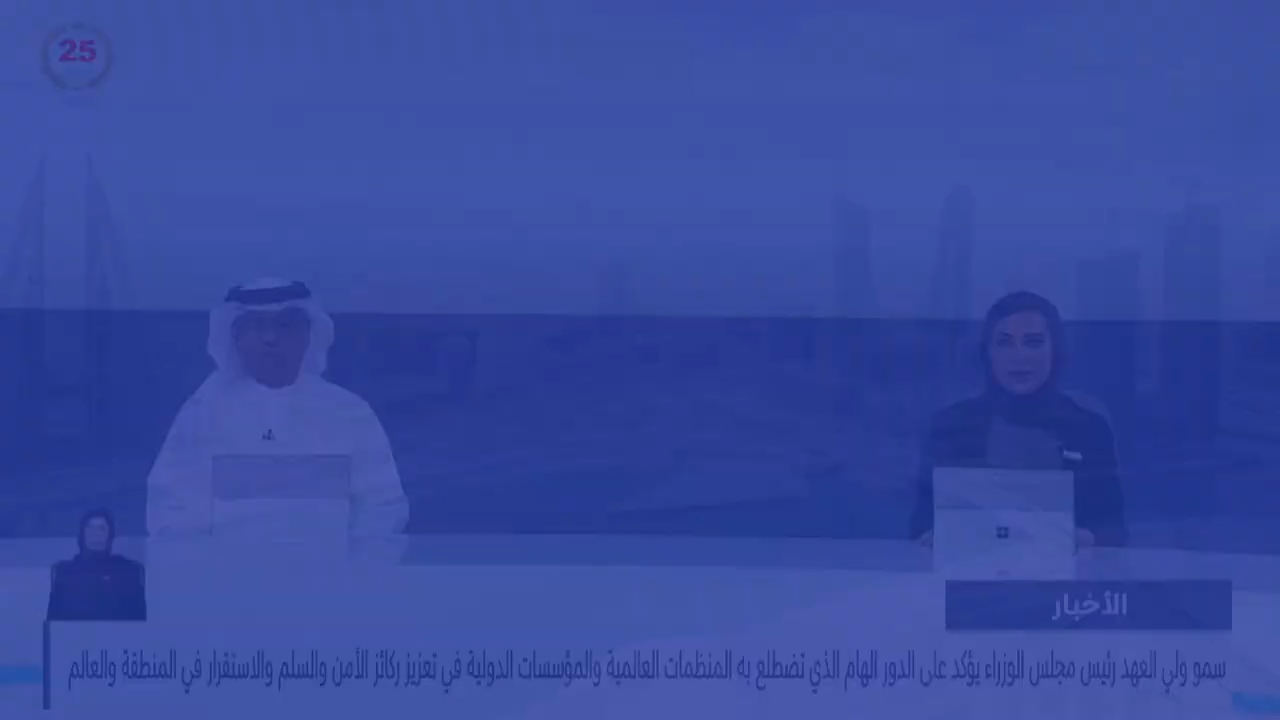 25
الأخبار
سمو ولي العهد رئيس مجلس الوزراء يؤكد على الدور الهام الذي تضطلع به المنظمات العالمية والمؤسسات الدولية في تعزيز ركائز الأمن والسلم والاستقرار في المنطقة والعالم